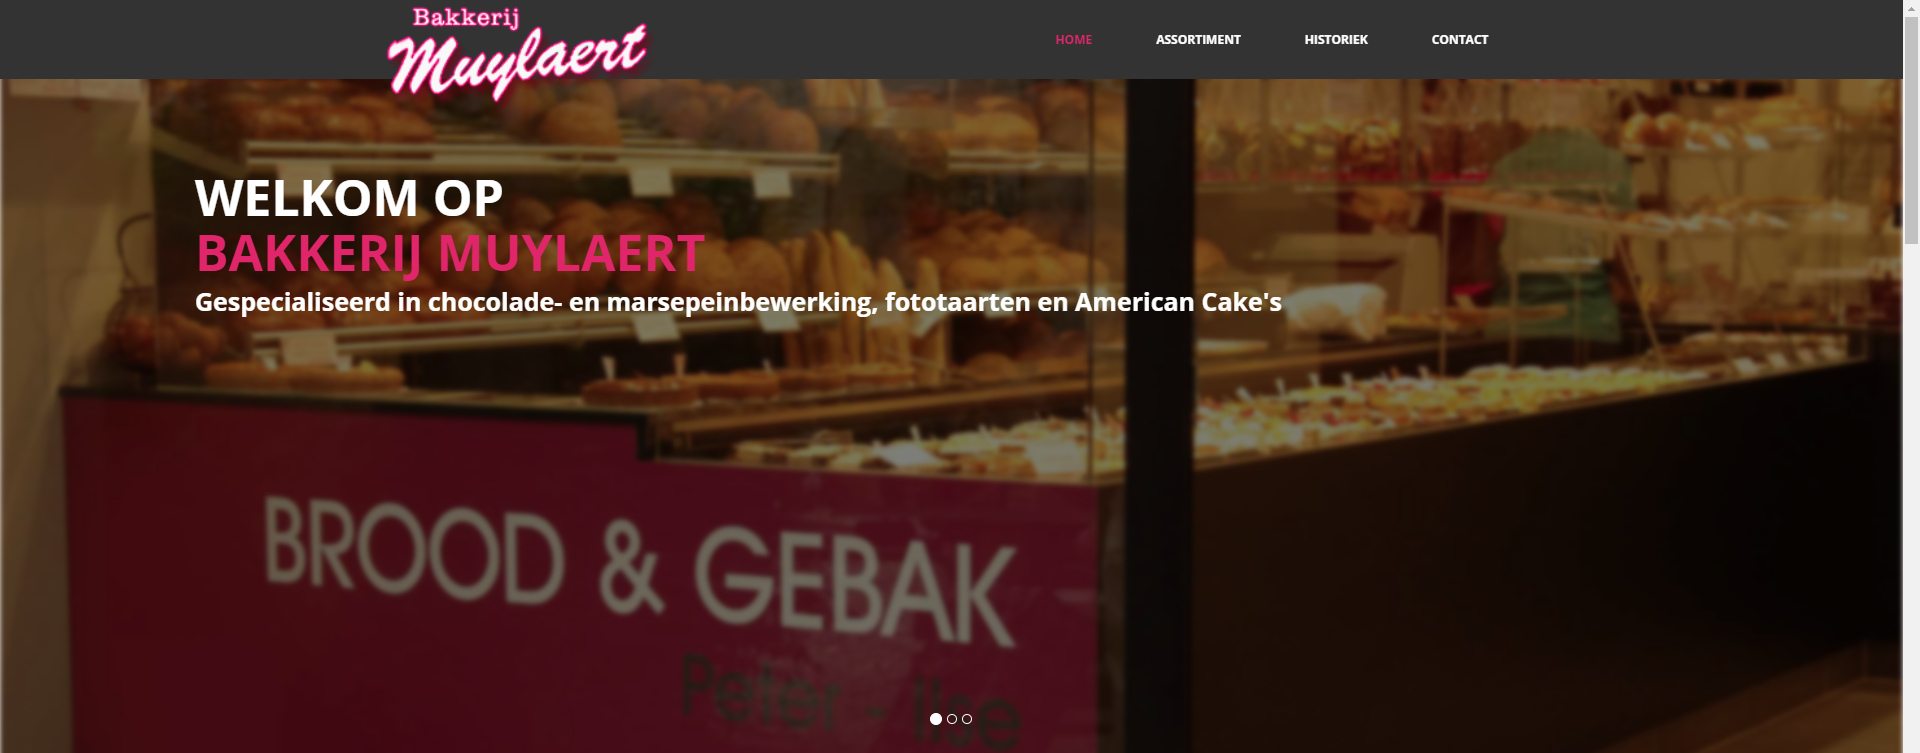 Bakkerij
Muylaert
HOME
ASSORTIMENT
HISTORIEK
CONTACT
WELKOM OP
BAKKERIJ MUYLAERT
Gespecialiseerd in chocolade- en marsepeinbewerking, fototaarten en American Cake's
BROOD & GEBAK
Peter - ilse